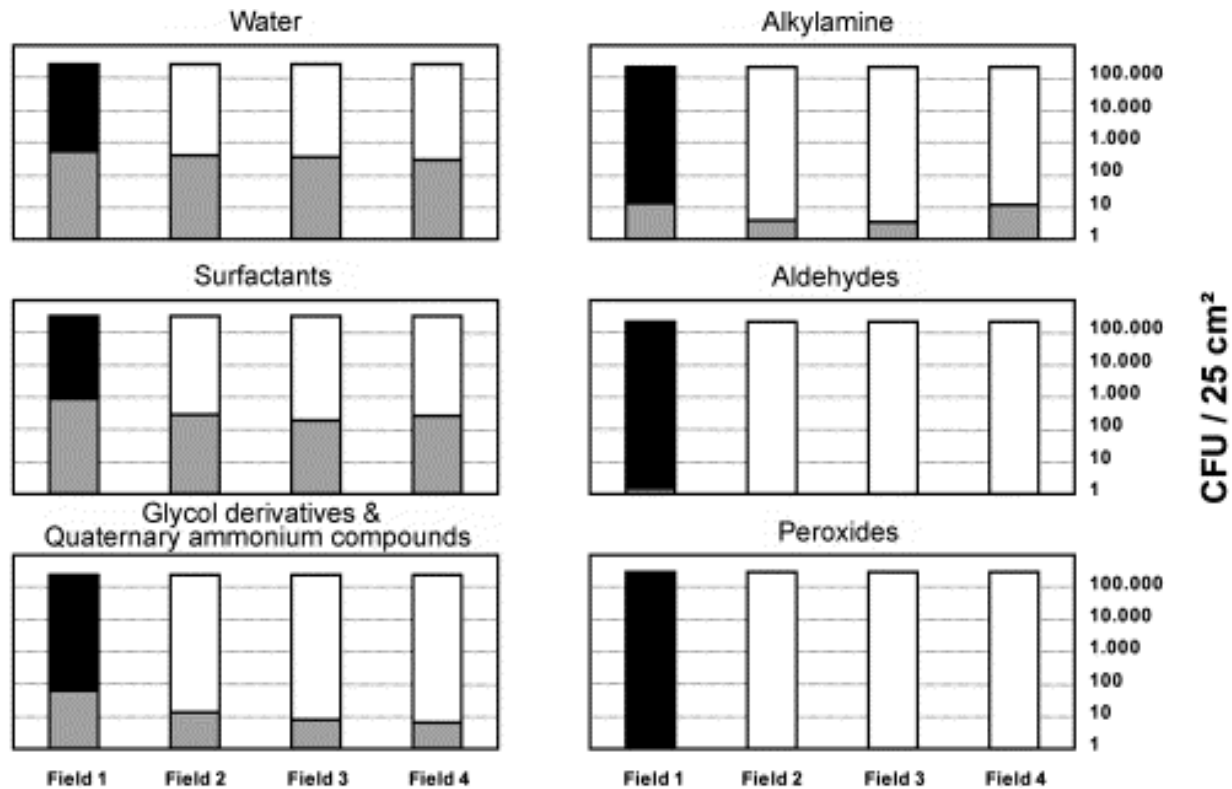 Water
Alkylamine
100.000
10.000
1.000
100
10
1
Surfactants
Aldehydes
100.000
10.000
1.000
100
10
1
Glycol derivatives &
Quaternary ammonium compounds
Peroxides
100.000
10.000
1.000
100
10
1
Field 1 Field 2 Field 3 Field 4
Field 1 Field 2 Field 3 Field 4
CFU / 25 cm²